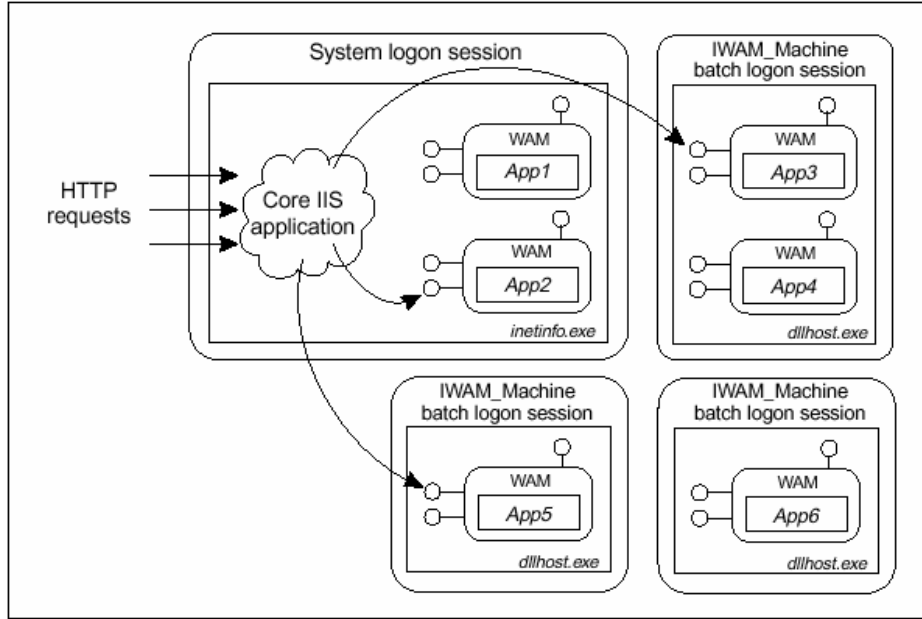 System logon session
IWAM_Machine
batch logon session
HTTP
requests
Core IIS
application
WAM
App1
WAM
App2
inetinfo.exe
WAM
App3
WAM
App4
dllhost.exe
IWAM_Machine
batch logon session
WAM
App5
dllhost.exe
IWAM_Machine
batch logon session
WAM
App6
dllhost.exe